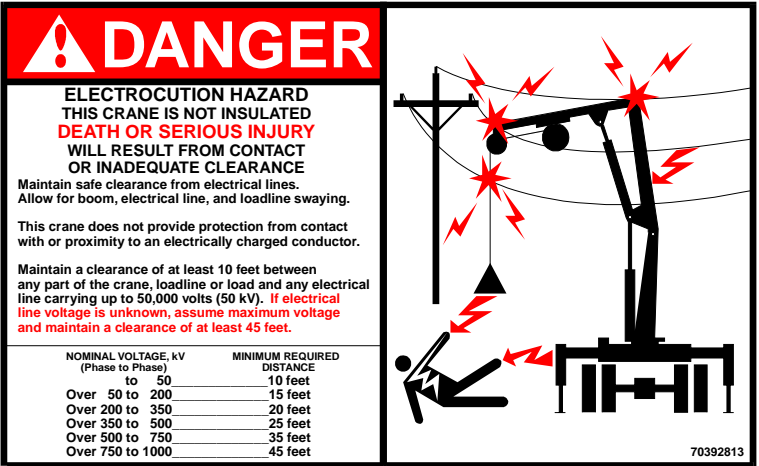 DANGER
ELECTROCUTION HAZARD
THIS CRANE IS NOT INSULATED
DEATH OR SERIOUS INJURY
WILL RESULT FROM CONTACT
OR INADEQUATE CLEARANCE
Maintain safe clearance from electrical lines.
Allow for boom, electrical line, and loadline swaying.
This crane does not provide protection from contact
with or proximity to an electrically charged conductor.
Maintain a clearance of at least 10 feet between
any part of the crane, loadline or load and any electrical
line carrying up to 50,000 volts (50 kV). If electrical
line voltage is unknown, assume maximum voltage
and maintain a clearance of at least 45 feet.
NOMINAL VOLTAGE, kV MINIMUM REQUIRED
(Phase to Phase) DISTANCE
to 50______________10 feet
Over 50 to 200______________15 feet
Over 200 to 350______________20 feet
Over 350 to 500______________25 feet
Over 500 to 750______________35 feet
Over 750 to 1000______________45 feet
70392813